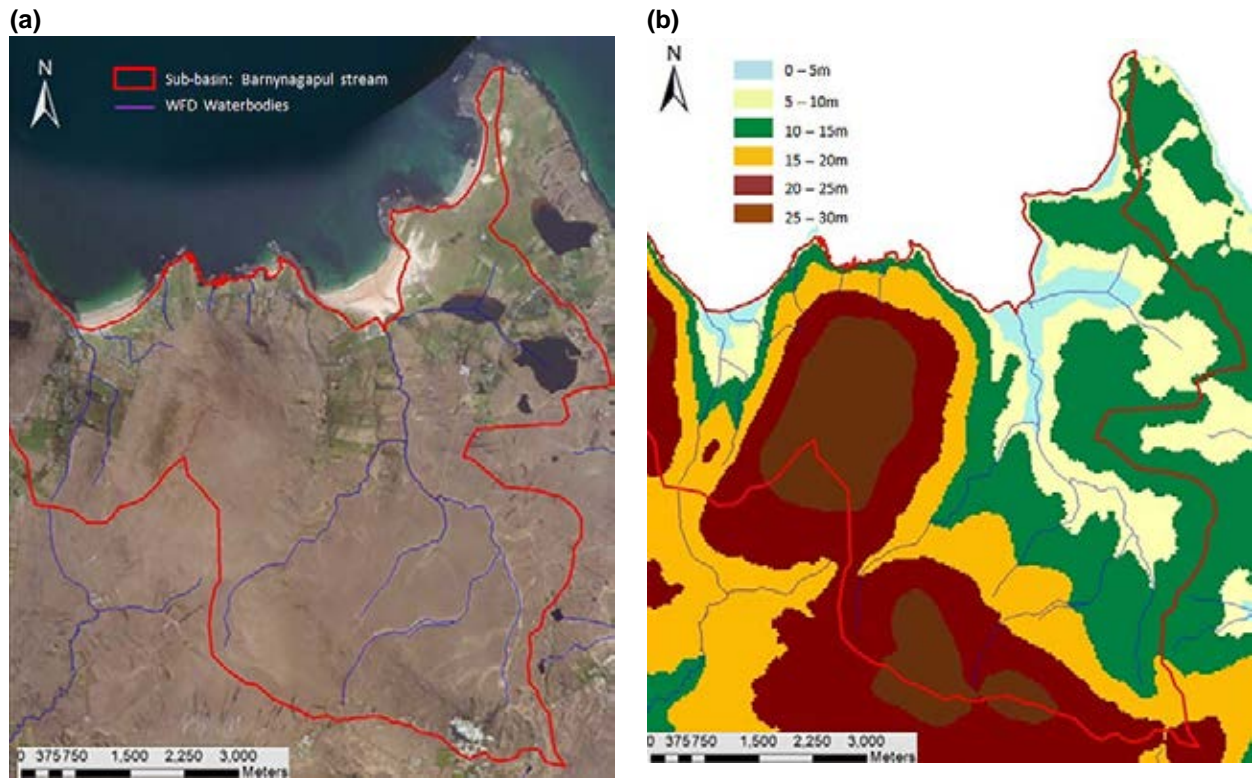 (a)
N
Sub-basin: Barnynagapul stream
WFD Waterbodies
0 375750 1,500 2,250 3,000
Meters
(b)
N
0 – 5m
5 – 10m
10 – 15m
15 – 20m
20 – 25m
25 – 30m
0 375750 1,500 2,250 3,000
Meters